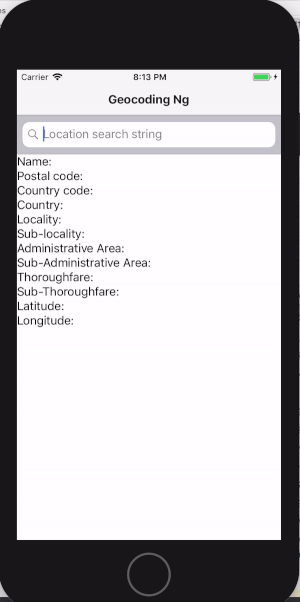 es
Carrier 8:13 PM
Geocoding Ng
Location search string
Name:
Postal code:
Country code:
Country:
Locality:
Sub-locality:
Administrative Area:
Sub-Administrative Area:
Thoroughfare:
Sub-Thoroughfare:
Latitude:
Longitude: